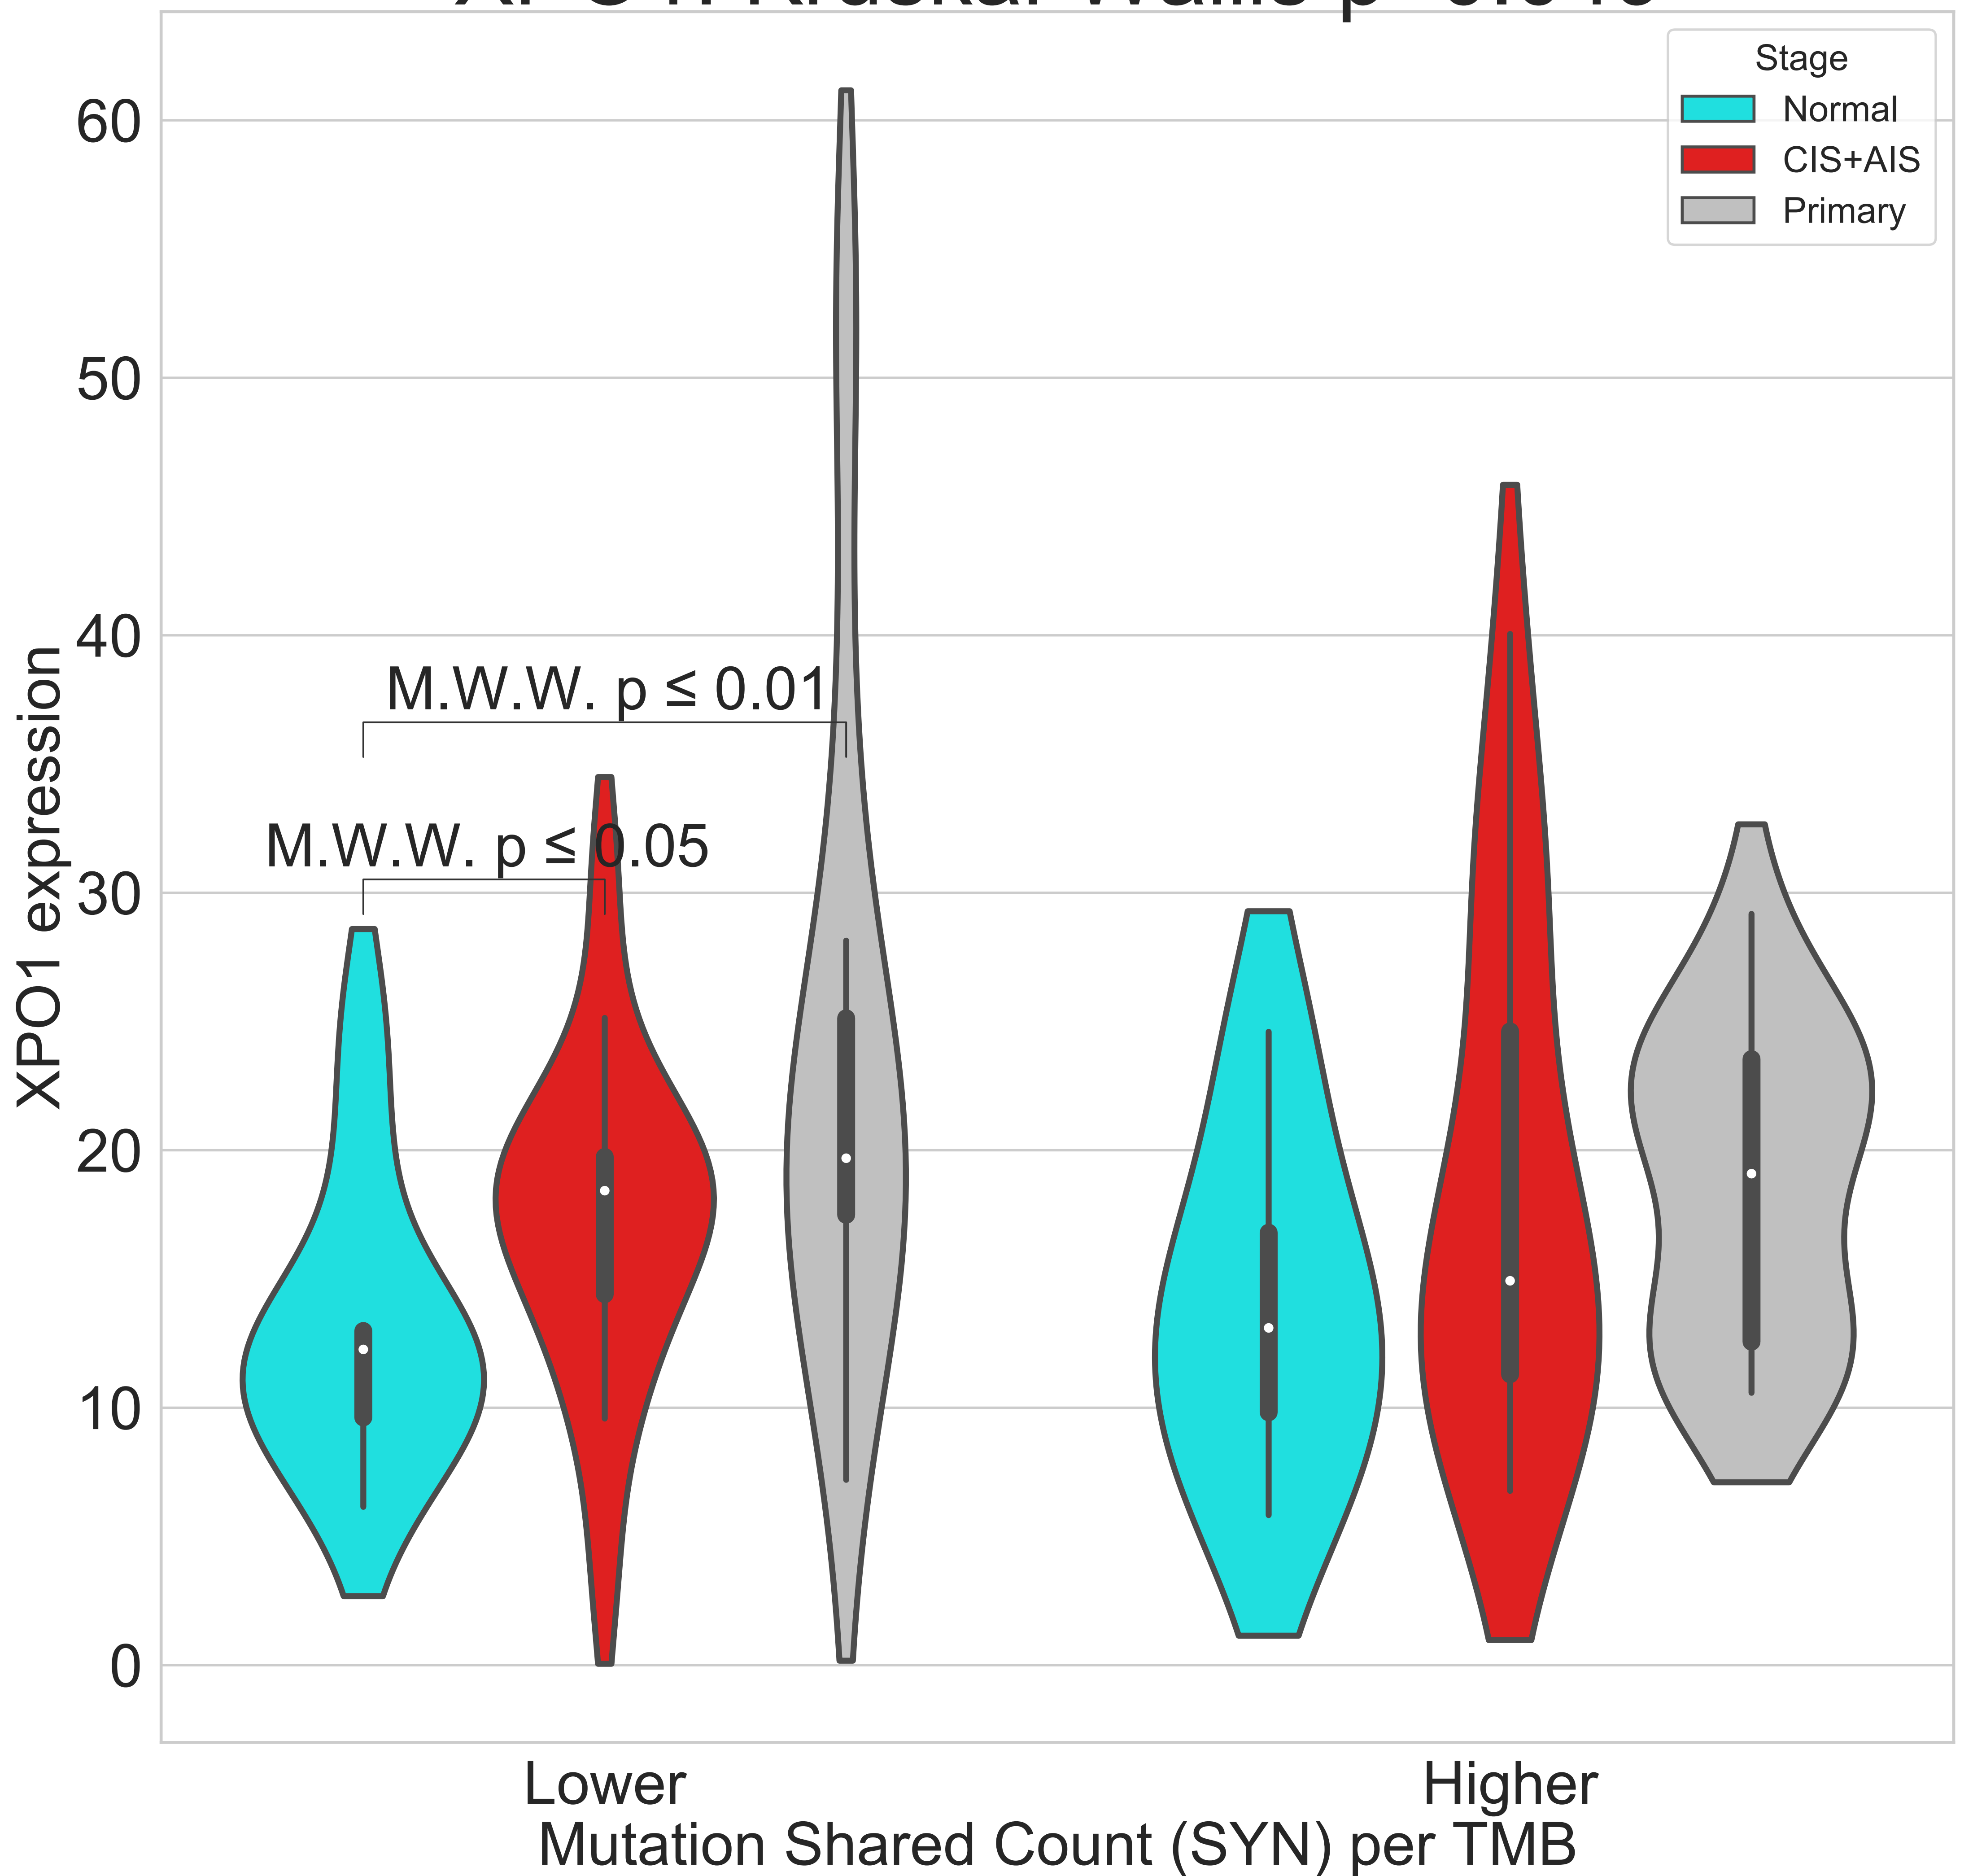 Stage
Normal
CIS+AIS
Primary
60
50
40
30
20
10
0
XPO1 expression
M.W.W. p ≤ 0.01
M.W.W. p ≤ 0.05
Lower
Higher
Mutation Shared Count (SYN) per TMB